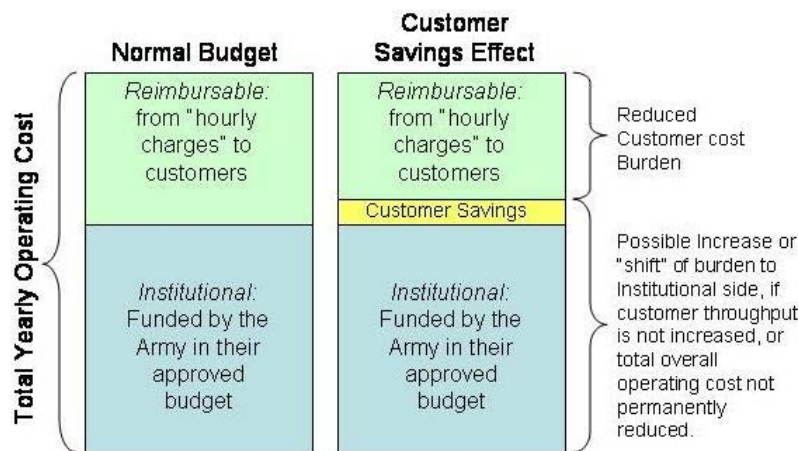 Normal Budget
Customer
Savings Effect
Total Yearly Operating Cost
Reimbursable:
from "hourly
charges" to
customers
Institutional:
Funded by the
Army in their
approved
budget
Reimbursable:
from "hourly
charges" to
customers
Customer Savings
Institutional:
Funded by the
Army in their
approved
budget
Reduced
Customer cost
Burden
Possible Increase or
"shift" of burden to
Institutional side, if
customer throughput
is not increased, or
total overall
operating cost not
permanently
reduced.